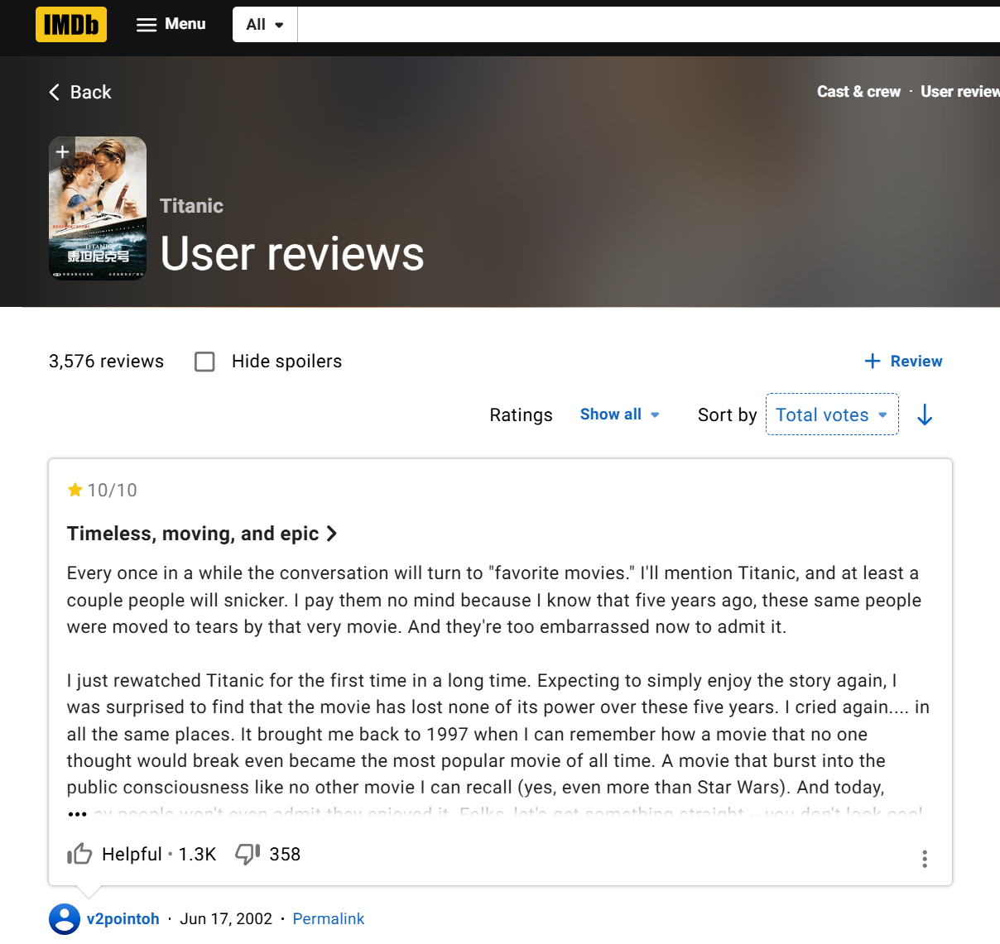 IMDb
Menu
All
Back
Cast & crew · User review
TITANIC
泰坦尼克号
Titanic
User reviews
3,576 reviews
Hide spoilers
+ Review
Ratings
Show all
Sort by
Total votes
10/10
Timeless, moving, and epic
Every once in a while the conversation will turn to "favorite movies." I'll mention Titanic, and at least a
couple people will snicker. I pay them no mind because I know that five years ago, these same people
were moved to tears by that very movie. And they're too embarrassed now to admit it.
I just rewatched Titanic for the first time in a long time. Expecting to simply enjoy the story again, I
was surprised to find that the movie has lost none of its power over these five years. I cried again.... in
all the same places. It brought me back to 1997 when I can remember how a movie that no one
thought would break even became the most popular movie of all time. A movie that burst into the
public consciousness like no other movie I can recall (yes, even more than Star Wars). And today,
... people won't even admit they enjoyed it. Folks, let's get something straight -- you don't look cool
Helpful • 1.3K
358
v2pointoh · Jun 17, 2002 · Permalink